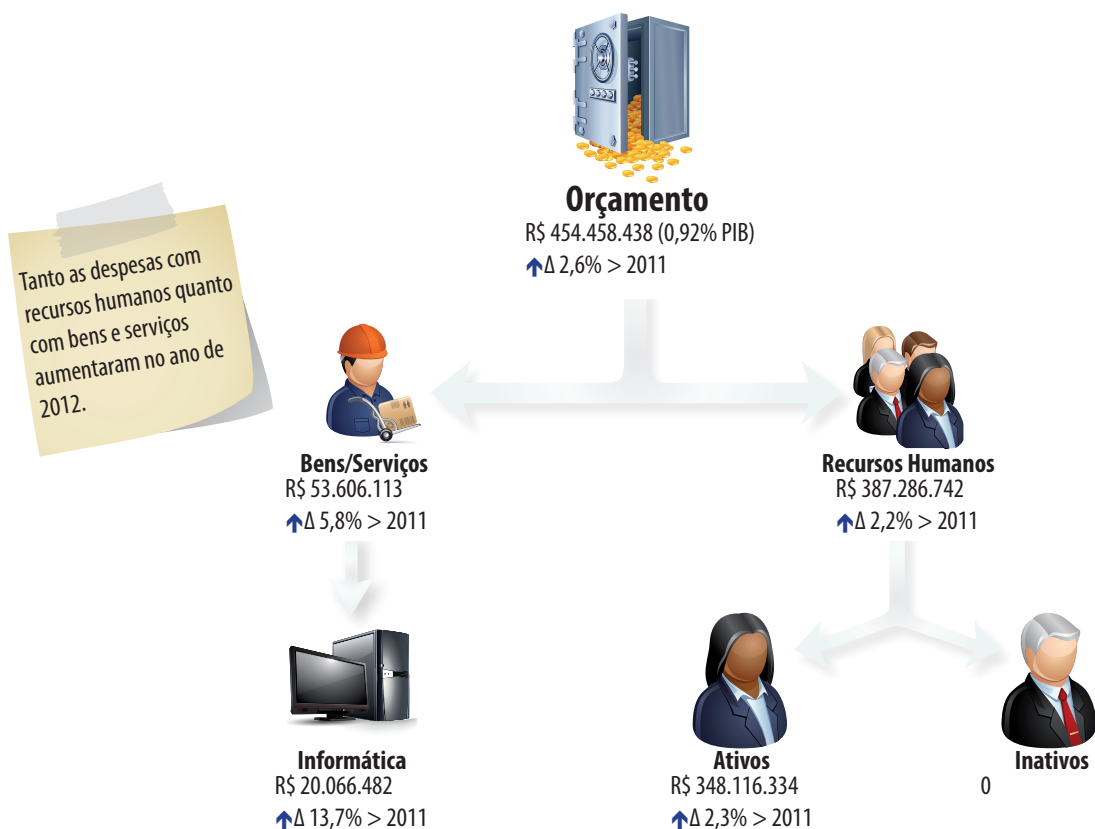 Orçamento
R$ 454.458.438 (0,92% PIB)
↑Δ 2,6% > 2011
Tanto as despesas com
recursos humanos quanto
com bens e serviços
aumentaram no ano de
2012.
Bens/Serviços
R$ 53.606.113
↑Δ 5,8% > 2011
Recursos Humanos
R$ 387.286.742
↑Δ 2,2% > 2011
Informática
R$ 20.066.482
↑Δ 13,7% > 2011
Ativos
R$ 348.116.334
↑Δ 2,3% > 2011
Inativos
0